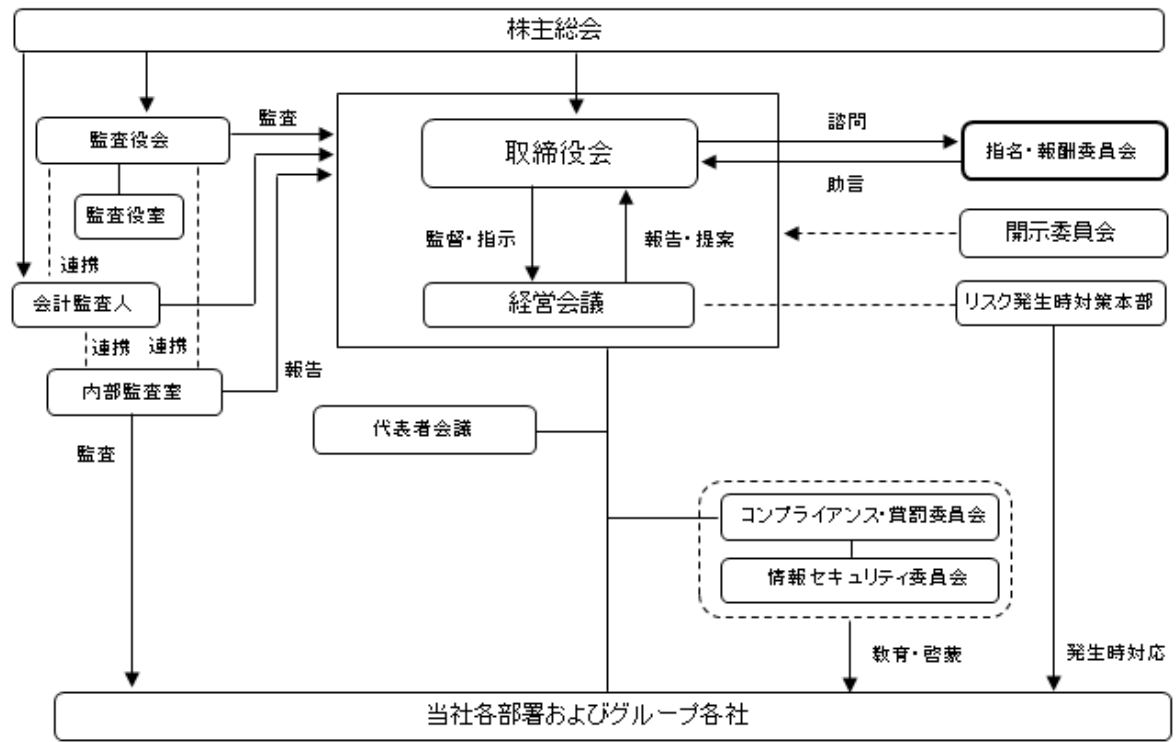 株主総会
監査役会
監査
取締役会
諮問
助言
指名・報酬委員会
監査役室
監督・指示
報告・提案
開示委員会
連携
会計監査人
経営会議
リスク発生時対策本部
連携
連携
内部監査室
報告
代表者会議
監査
コンプライアンス・賞罰委員会
情報セキュリティ委員会
教育・啓蒙
発生時対応
当社各部署およびグループ各社